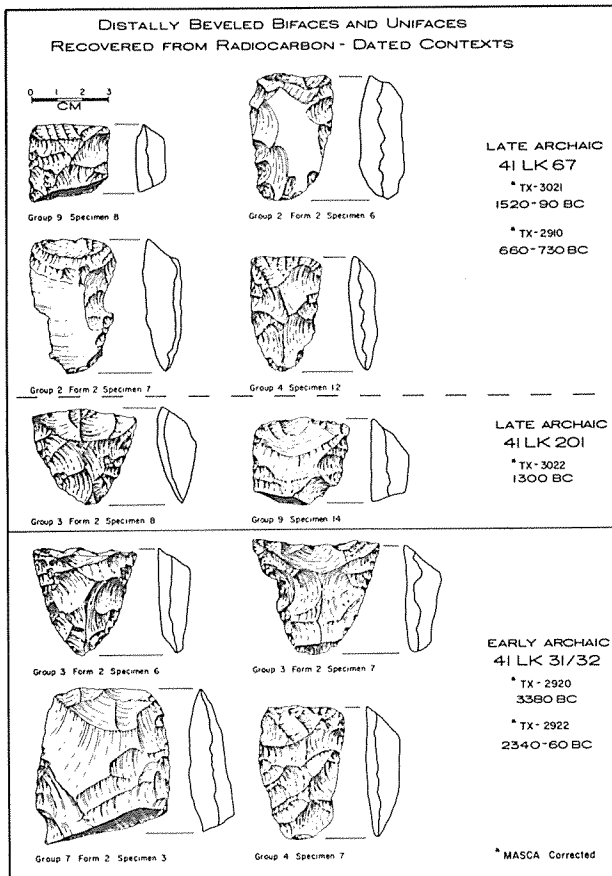 DISTALLY BEVELED BIFACES AND UNIFACES
RECOVERED FROM RADIOCARBON - DATED CONTEXTS
0 1 2 3
CM
Group 9 Specimen 8
Group 2 Form 2 Specimen 6
LATE ARCHAIC
41 LK 67
* TX-3021
1520-90 BC
* TX-2910
660-730 BC
Group 2 Form 2 Specimen 7
Group 4 Specimen 12
Group 3 Form 2 Specimen 8
Group 9 Specimen 14
LATE ARCHAIC
41 LK 201
* TX-3022
1300 BC
Group 3 Form 2 Specimen 6
Group 3 Form 2 Specimen 7
EARLY ARCHAIC
41 LK 31/32
* TX-2920
3380 BC
* TX-2922
2340-60 BC
Group 7 Form 2 Specimen 3
Group 4 Specimen 7
* MASCA Corrected